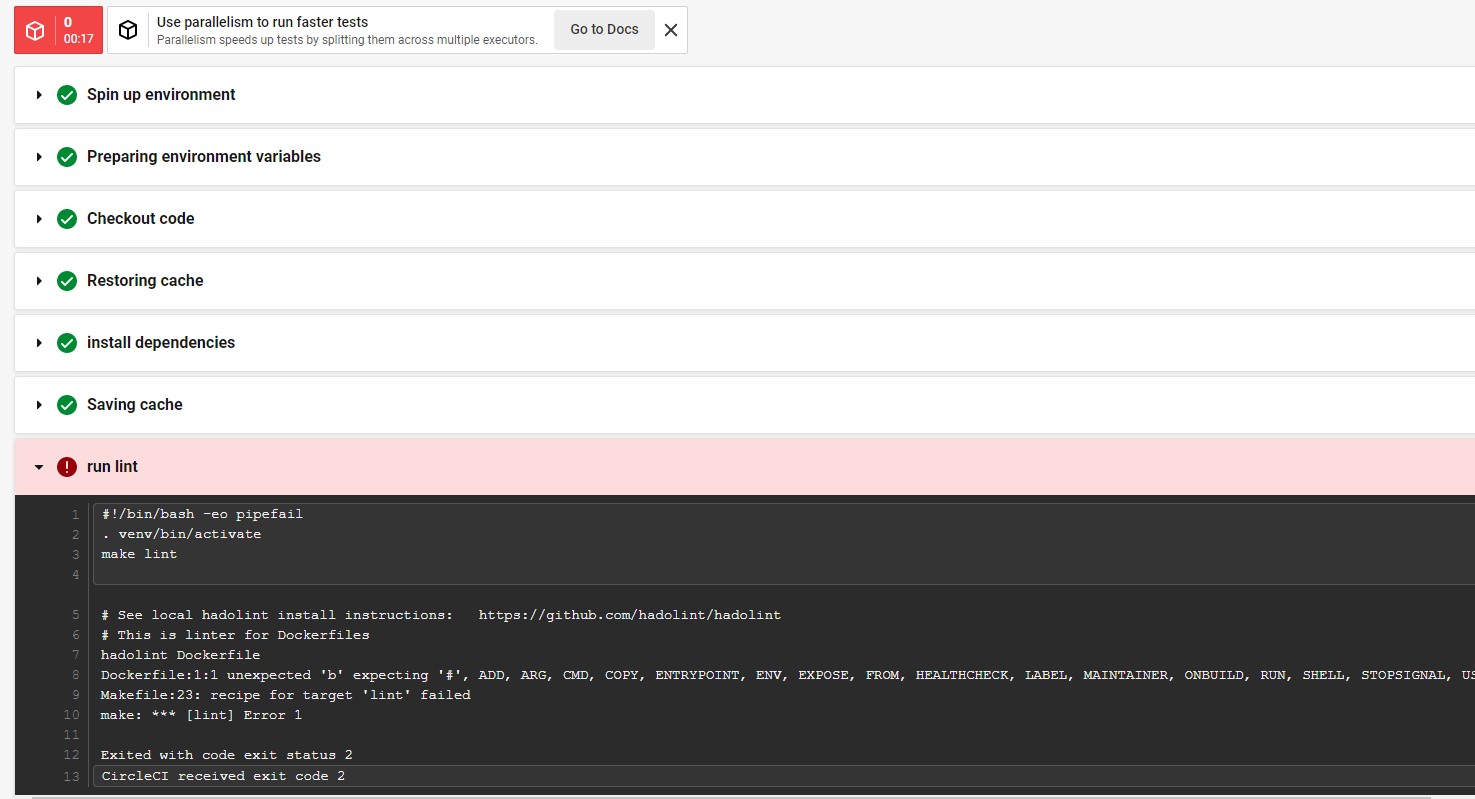 0
00:17
Use parallelism to run faster tests
Parallelism speeds up tests by splitting them across multiple executors.
Go to Docs
Spin up environment
Preparing environment variables
Checkout code
Restoring cache
install dependencies
Saving cache
run lint
1 #!/bin/bash -eo pipefail
2 . venv/bin/activate
3 make lint
4
5 # See local hadolint install instructions:   https://github.com/hadolint/hadolint
6 # This is linter for Dockerfiles
7 hadolint Dockerfile
8 Dockerfile:1:1 unexpected 'b' expecting '#', ADD, ARG, CMD, COPY, ENTRYPOINT, ENV, EXPOSE, FROM, HEALTHCHECK, LABEL, MAINTAINER, ONBUILD, RUN, SHELL, STOPSIGNAL,
9 Makefile:23: recipe for target 'lint' failed
10 make: *** [lint] Error 1
11
12 Exited with code exit status 2
13 CircleCI received exit code 2